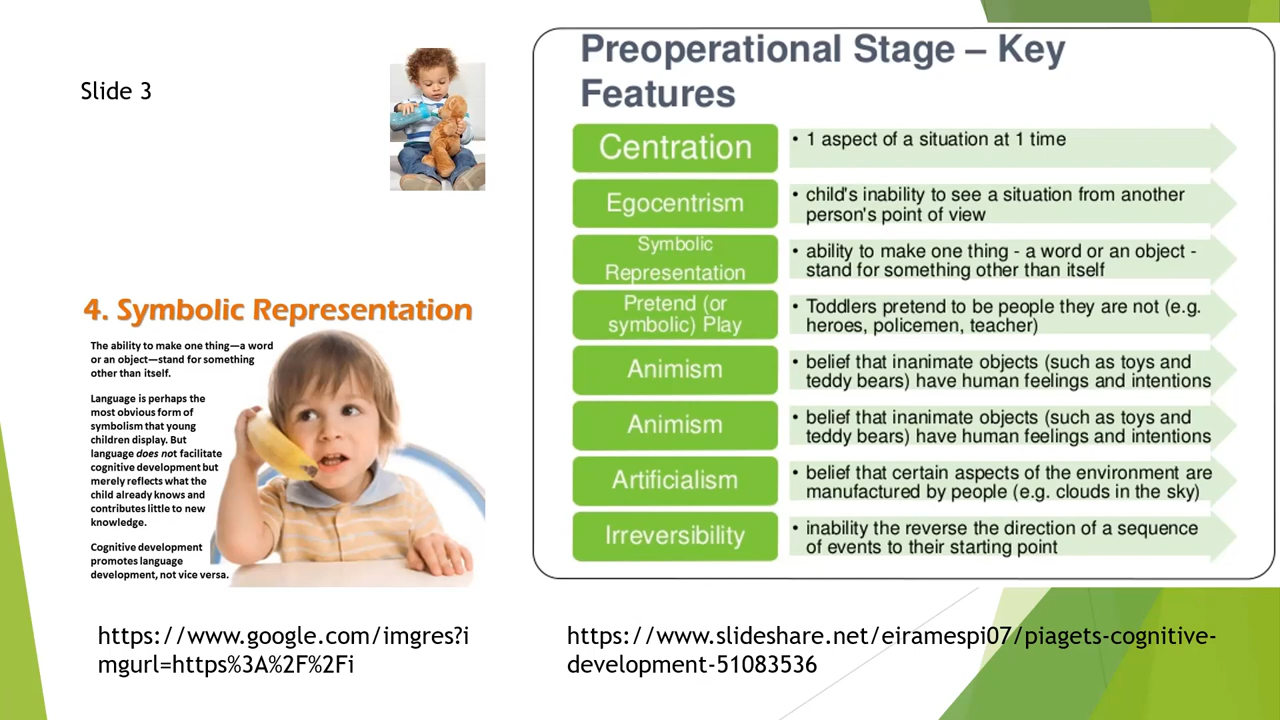 Slide 3
4. Symbolic Representation
The ability to make one thing—a word
or an object—stand for something
other than itself.
Language is perhaps the
most obvious form of
symbolism that young
children display. But
language does not facilitate
cognitive development but
merely reflects what the
child already knows and
contributes little to new
knowledge.
Cognitive development
promotes language
development, not vice versa.
https://www.google.com/imgres?i
mgurl=https%3A%2F%2Fi
Preoperational Stage – Key
Features
Centration
• 1 aspect of a situation at 1 time
Egocentrism
• child's inability to see a situation from another
person's point of view
Symbolic
Representation
• ability to make one thing - a word or an object -
stand for something other than itself
Pretend (or
symbolic) Play
• Toddlers pretend to be people they are not (e.g.
heroes, policemen, teacher)
Animism
• belief that inanimate objects (such as toys and
teddy bears) have human feelings and intentions
Animism
• belief that inanimate objects (such as toys and
teddy bears) have human feelings and intentions
Artificialism
• belief that certain aspects of the environment are
manufactured by people (e.g. clouds in the sky)
Irreversibility
• inability the reverse the direction of a sequence
of events to their starting point
https://www.slideshare.net/eiramespi07/piagets-cognitive-
development-51083536